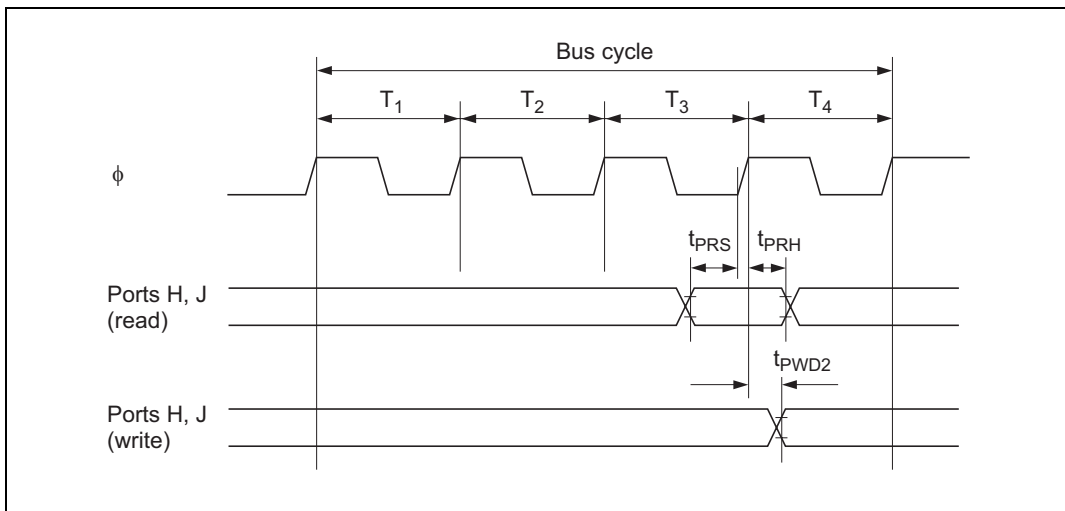 Bus cycle
T1 T2 T3 T4
ϕ
tPRS tPRH
Ports H, J
(read)
tPWD2
Ports H, J
(write)